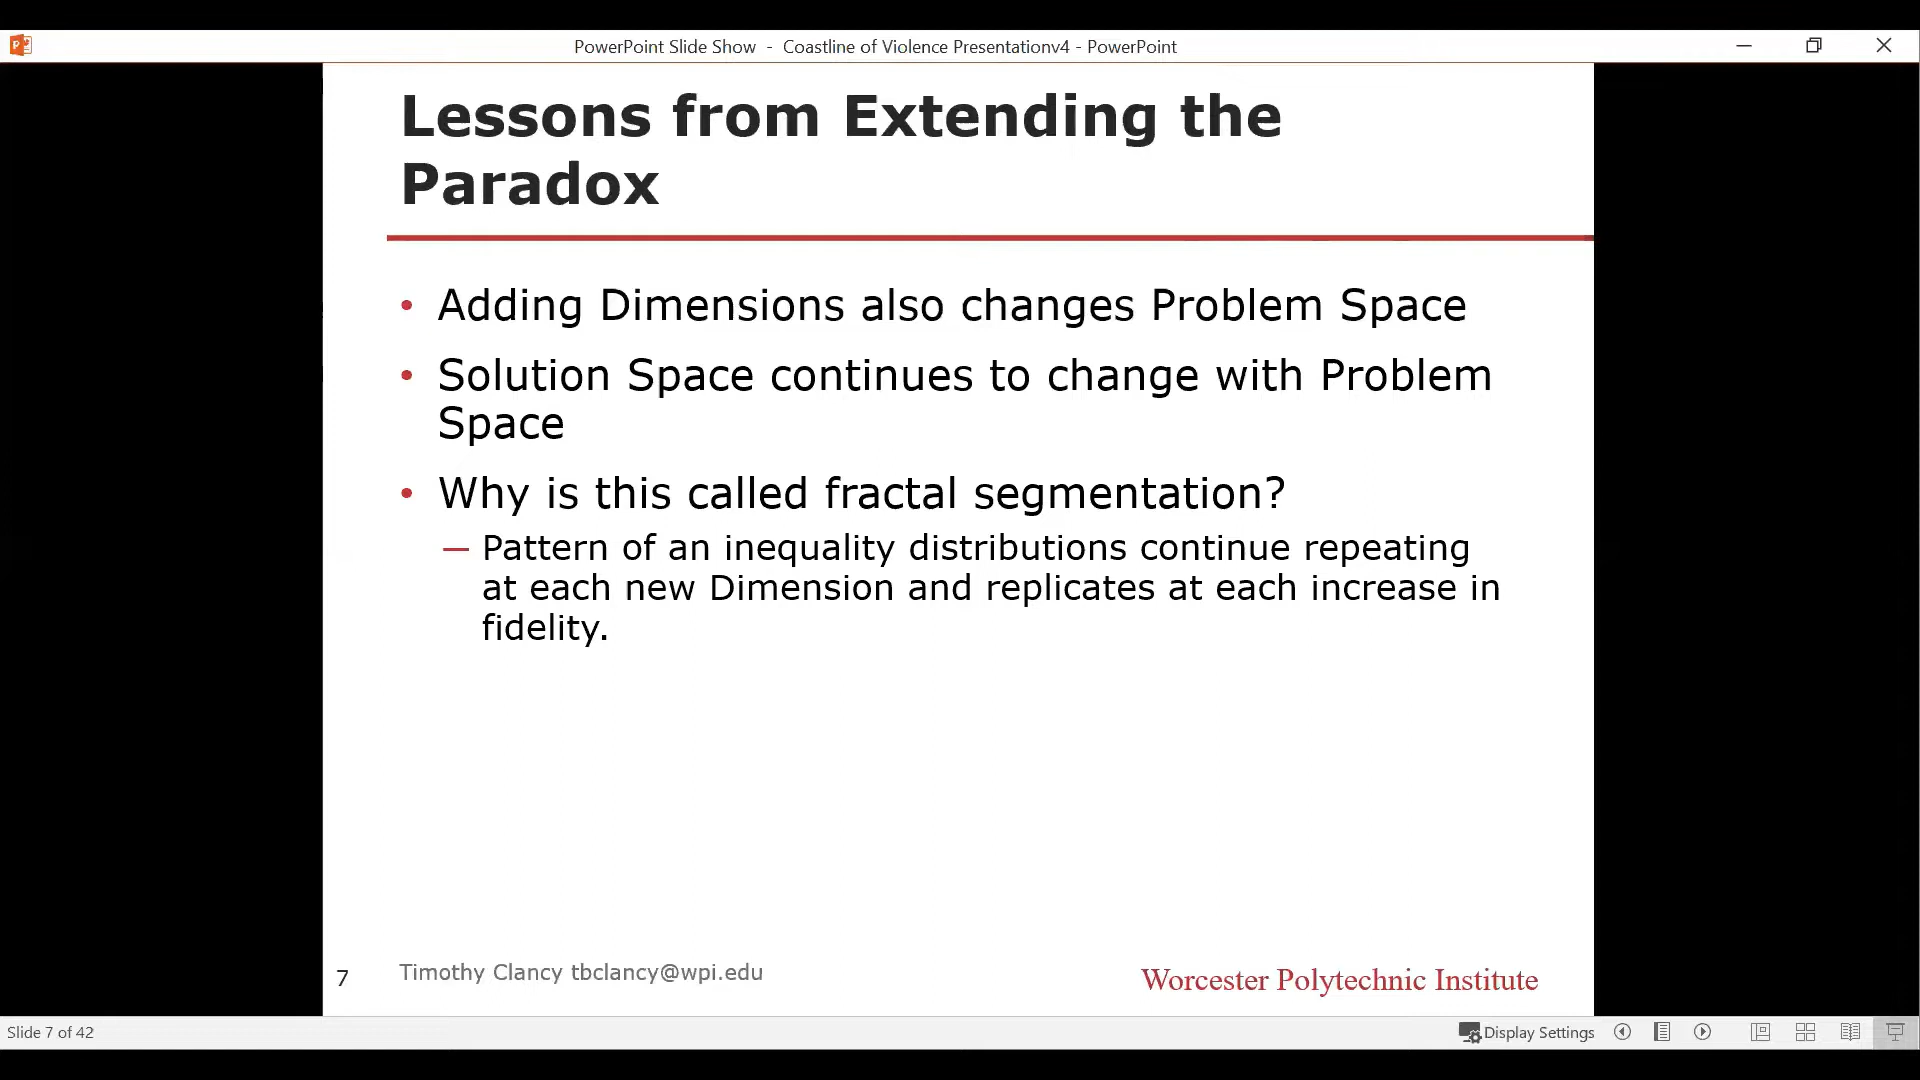 PowerPoint Slide Show - Coastline of Violence Presentationv4 - PowerPoint
Lessons from Extending the
Paradox
• Adding Dimensions also changes Problem Space
• Solution Space continues to change with Problem
Space
• Why is this called fractal segmentation?
— Pattern of an inequality distributions continue repeating
at each new Dimension and replicates at each increase in
fidelity.
7
Timothy Clancy tbclancy@wpi.edu
Worcester Polytechnic Institute
Slide 7 of 42
Display Settings